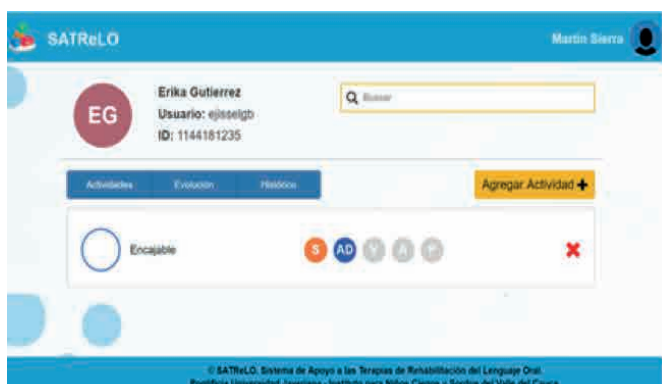 SATReLO
Martin Sierra
EG
Erika Gutierrez
Usuario: ejisselgb
ID: 1144181235
Buscar
Actividades Evolución Histórico
Agregar Actividad +
Encajable
S AD V A P
© SATReLO. Sistema de Apoyo a las Terapias de Rehabilitación del Lenguaje Oral.
Pontificia Universidad Javeriana - Instituto para Niños Ciegos y Sordos del Valle del Cauca